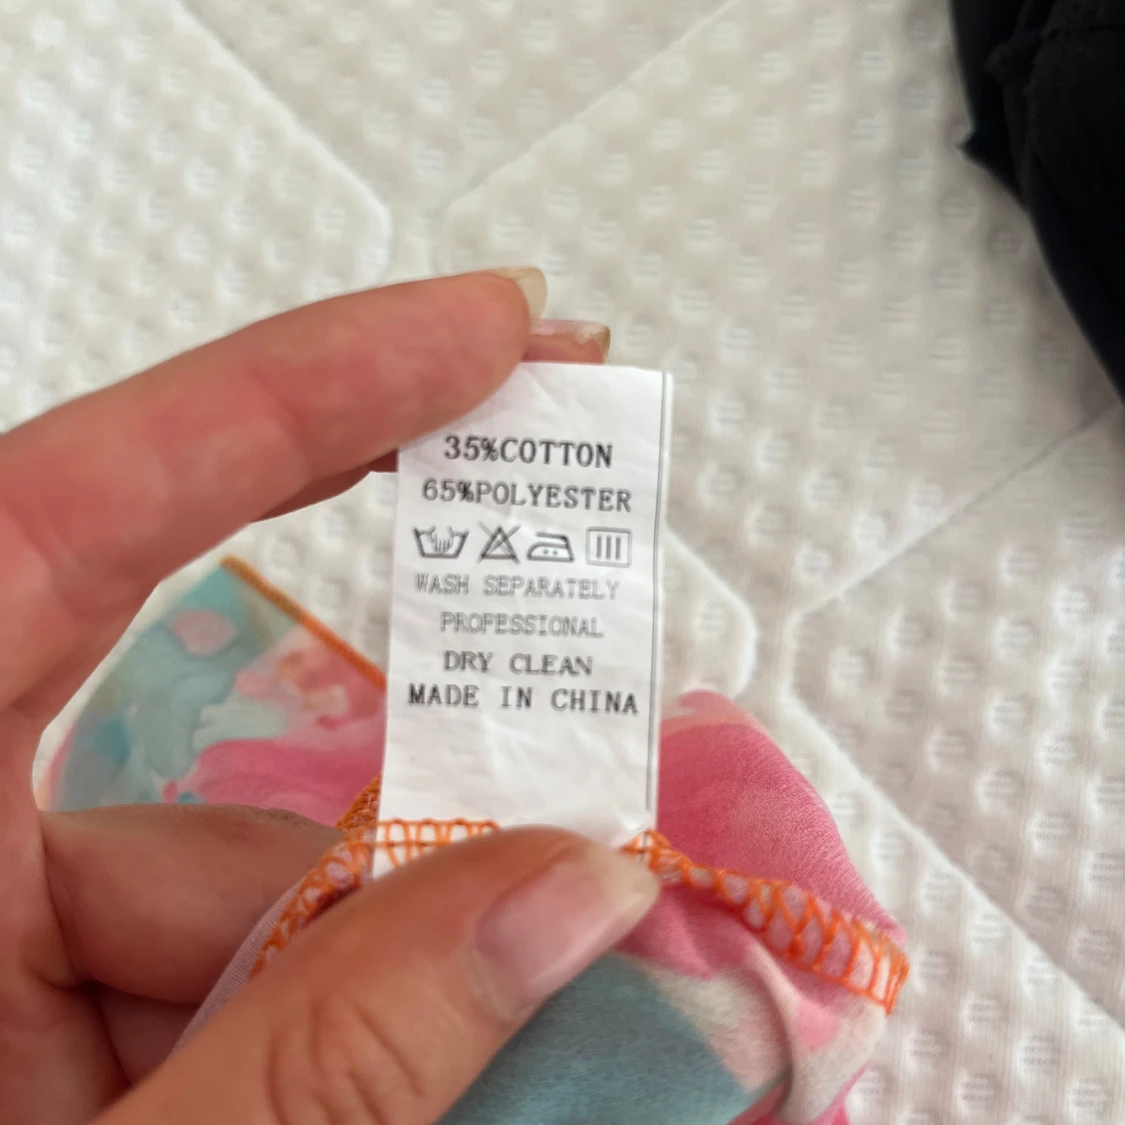 35%COTTON
65%POLYESTER
WASH SEPARATELY
PROFESSIONAL
DRY CLEAN
MADE IN CHINA